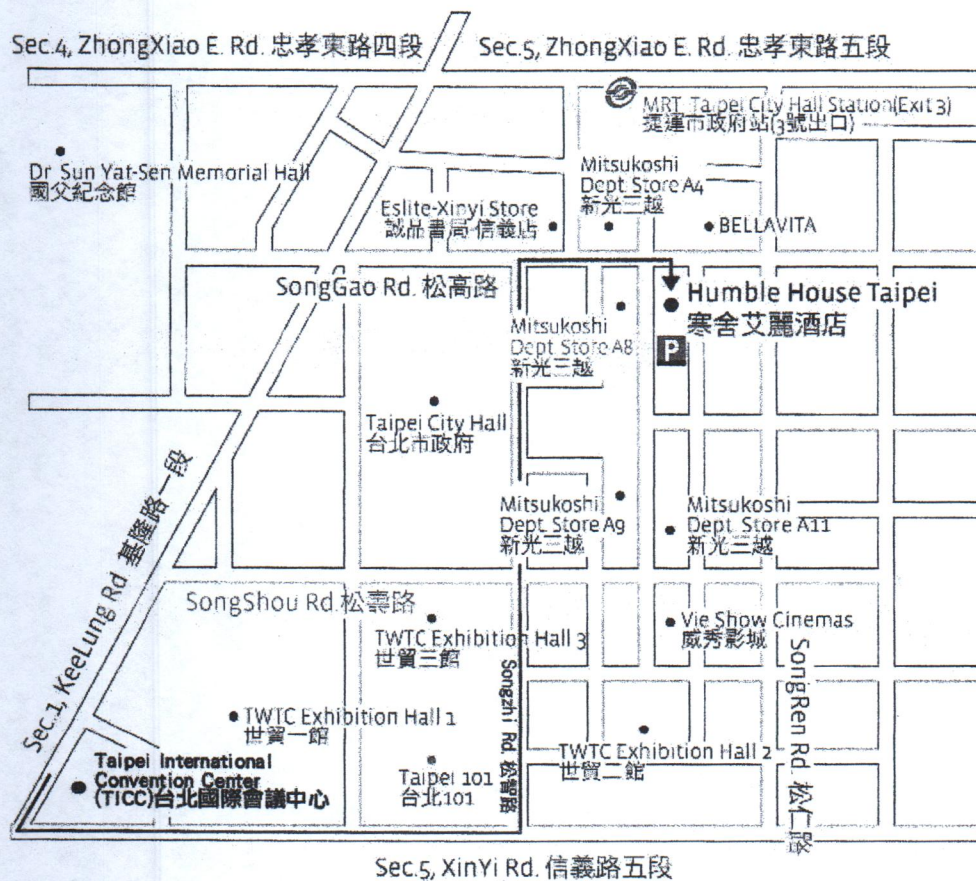 Sec.4, ZhongXiao E. Rd. 忠孝東路四段
Sec.5, ZhongXiao E. Rd. 忠孝東路五段
MRT Taipei City Hall Station(Exit 3)
捷運市政府站(3號出口)
Dr. Sun Yat-Sen Memorial Hall
國父紀念館
Mitsukoshi
Dept. Store A4
新光三越
Eslite-Xinyi Store
誠品書局-信義店
BELLAVITA
SongGao Rd. 松高路
Humble House Taipei
寒舍艾麗酒店
P
Mitsukoshi
Dept. Store A8
新光三越
Taipei City Hall
台北市政府
Sec.1, KeeLung Rd 基隆路一段
Mitsukoshi
Dept. Store A9
新光三越
Mitsukoshi
Dept. Store A11
新光三越
SongShou Rd.松壽路
TWTC Exhibition Hall 3
世貿三館
Vie Show Cinemas
威秀影城
Songzhi Rd. 松智路
SongRen Rd. 松仁路
TWTC Exhibition Hall 1
世貿一館
TWTC Exhibition Hall 2
世貿二館
Taipei International
Convention Center
(TICC)台北國際會議中心
Taipei 101
台北101
Sec.5, XinYi Rd. 信義路五段